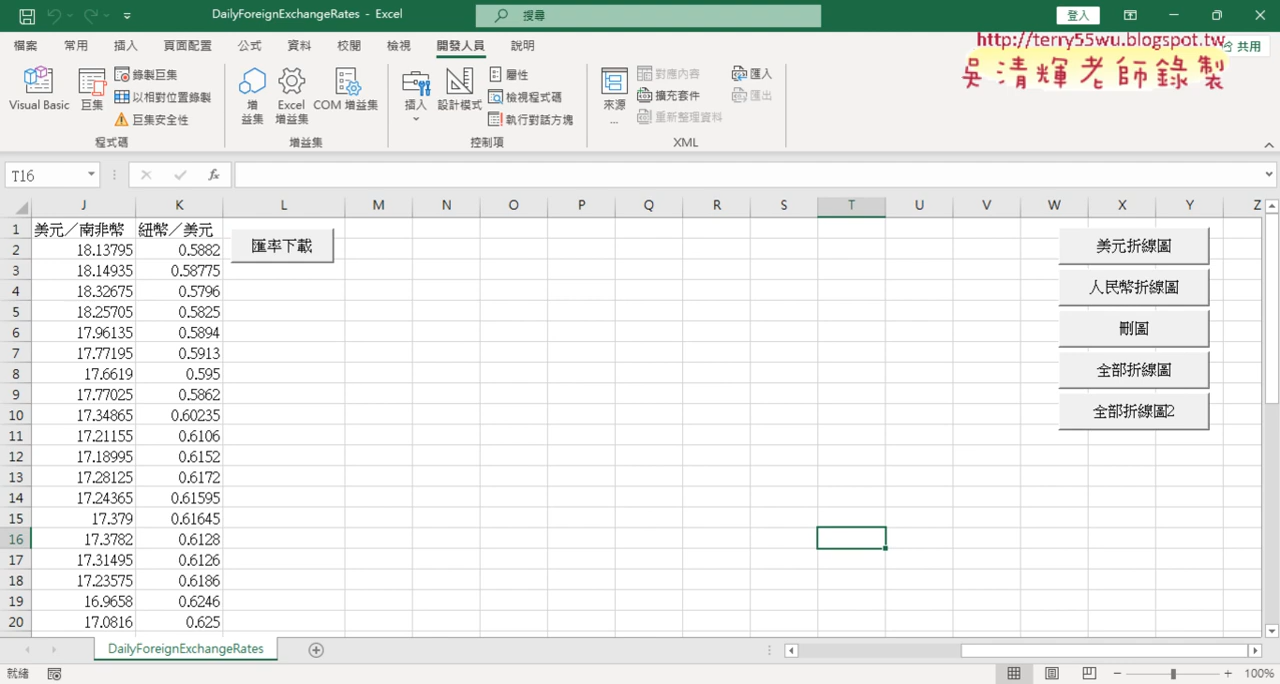 DailyForeignExchangeRates - Excel
搜尋
登入
檔案 常用 插入 頁面配置 公式 資料 校閱 檢視 開發人員 說明
共用
http://terry55wu.blogspot.tw
吳清輝老師錄製
Visual Basic
巨集
錄製巨集
以相對位置錄製
巨集安全性
程式碼
增益集
Excel 增益集
COM 增益集
增益集
插入
設計模式
屬性
檢視程式碼
執行對話方塊
控制項
來源
...
對應內容
擴充套件
重新整理資料
匯入
匯出
XML
T16
fx
J K L M N O P Q R S T U V W X Y Z
1 美元／南非幣 紐幣／美元
2 18.13795 0.5882
3 18.14935 0.58775
4 18.32675 0.5796
5 18.25705 0.5825
6 17.96135 0.5894
7 17.77195 0.5913
8 17.6619 0.595
9 17.77025 0.5862
10 17.34865 0.60235
11 17.21155 0.6106
12 17.18995 0.6152
13 17.28125 0.6172
14 17.24365 0.61595
15 17.379 0.61645
16 17.3782 0.6128
17 17.31495 0.6126
18 17.23575 0.6186
19 16.9658 0.6246
20 17.0816 0.625
匯率下載
美元折線圖
人民幣折線圖
刪圖
全部折線圖
全部折線圖2
DailyForeignExchangeRates
就緒
100%